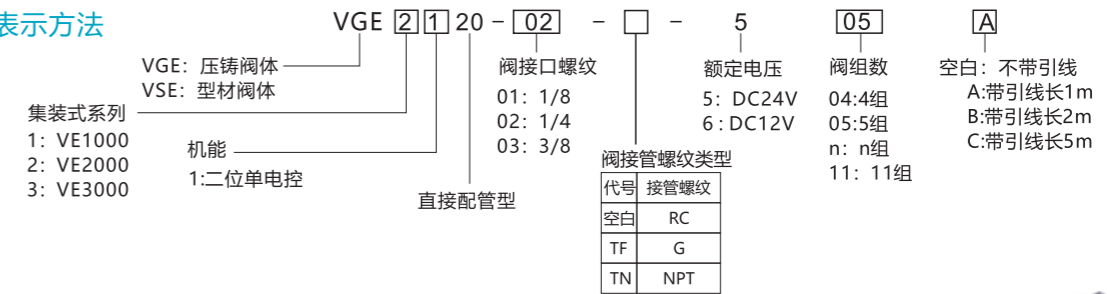 表示方法
VGE 2 1 20 - 02 - □ - 5 05 A
VGE：压铸阀体
VSE：型材阀体
集装式系列
1：VE1000
2：VE2000
3：VE3000
机能
1:二位单电控
直接配管型
阀接口螺纹
01：1/8
02：1/4
03：3/8
阀接管螺纹类型
代号 接管螺纹
空白 RC
TF G
TN NPT
额定电压
5：DC24V
6：DC12V
阀组数
04:4组
05:5组
n：n组
11：11组
空白：不带引线
A:带引线长1m
B:带引线长2m
C:带引线长5m